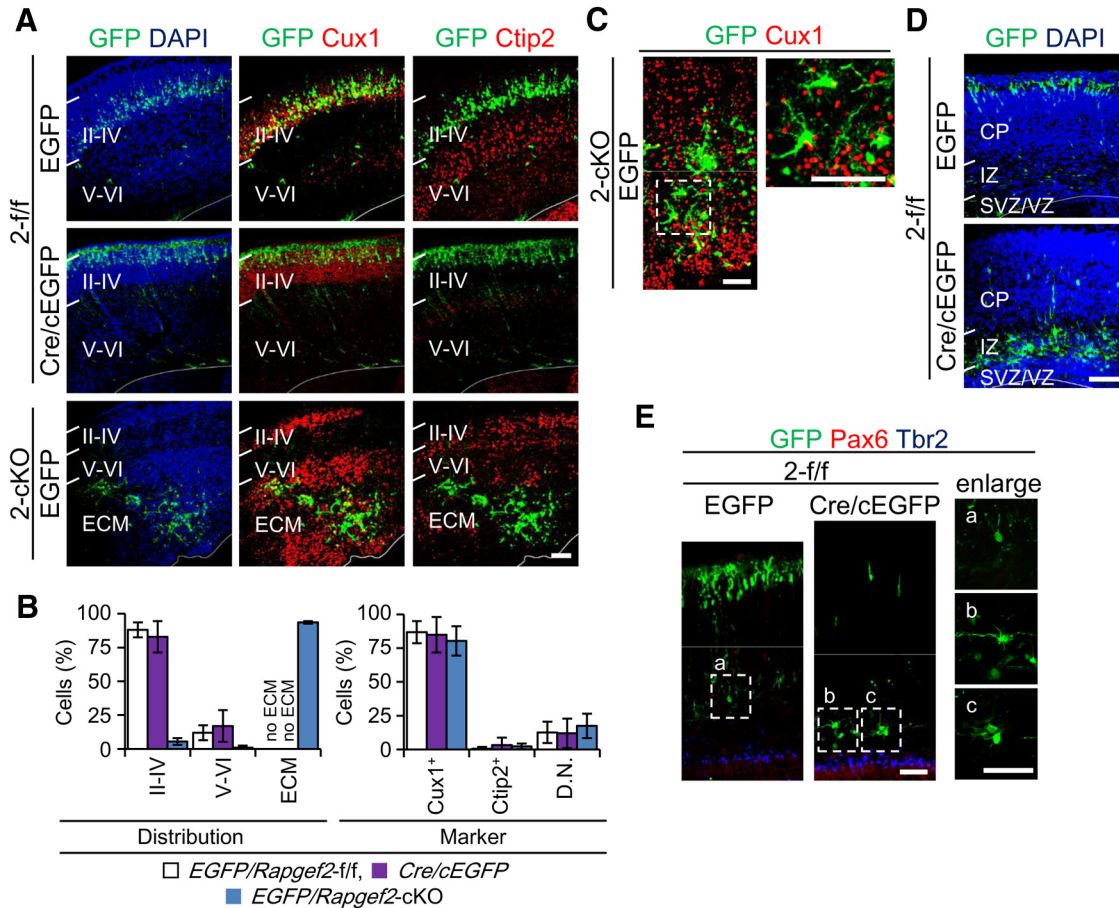 A
GFP DAPI GFP Cux1 GFP Ctip2
2-f/f
EGFP
II-IV II-IV II-IV
V-VI V-VI V-VI
Cre/cEGFP
II-IV II-IV II-IV
V-VI V-VI V-VI
2-cKO
EGFP
II-IV II-IV II-IV
V-VI V-VI V-VI
ECM ECM ECM
B
Cells (%)
100
75
50
25
0
no ECM
no ECM
II-IV V-VI ECM
Distribution
Cells (%)
100
75
50
25
0
Cux1⁺ Ctip2⁺ D.N.
Marker
EGFP/Rapgef2-f/f, Cre/cEGFP
EGFP/Rapgef2-cKO
C
GFP Cux1
2-cKO
EGFP
D
GFP DAPI
2-f/f
EGFP
CP
IZ
SVZ/VZ
Cre/cEGFP
CP
IZ
SVZ/VZ
E
GFP Pax6 Tbr2
2-f/f
EGFP Cre/cEGFP
enlarge
a
b c
a
b
c